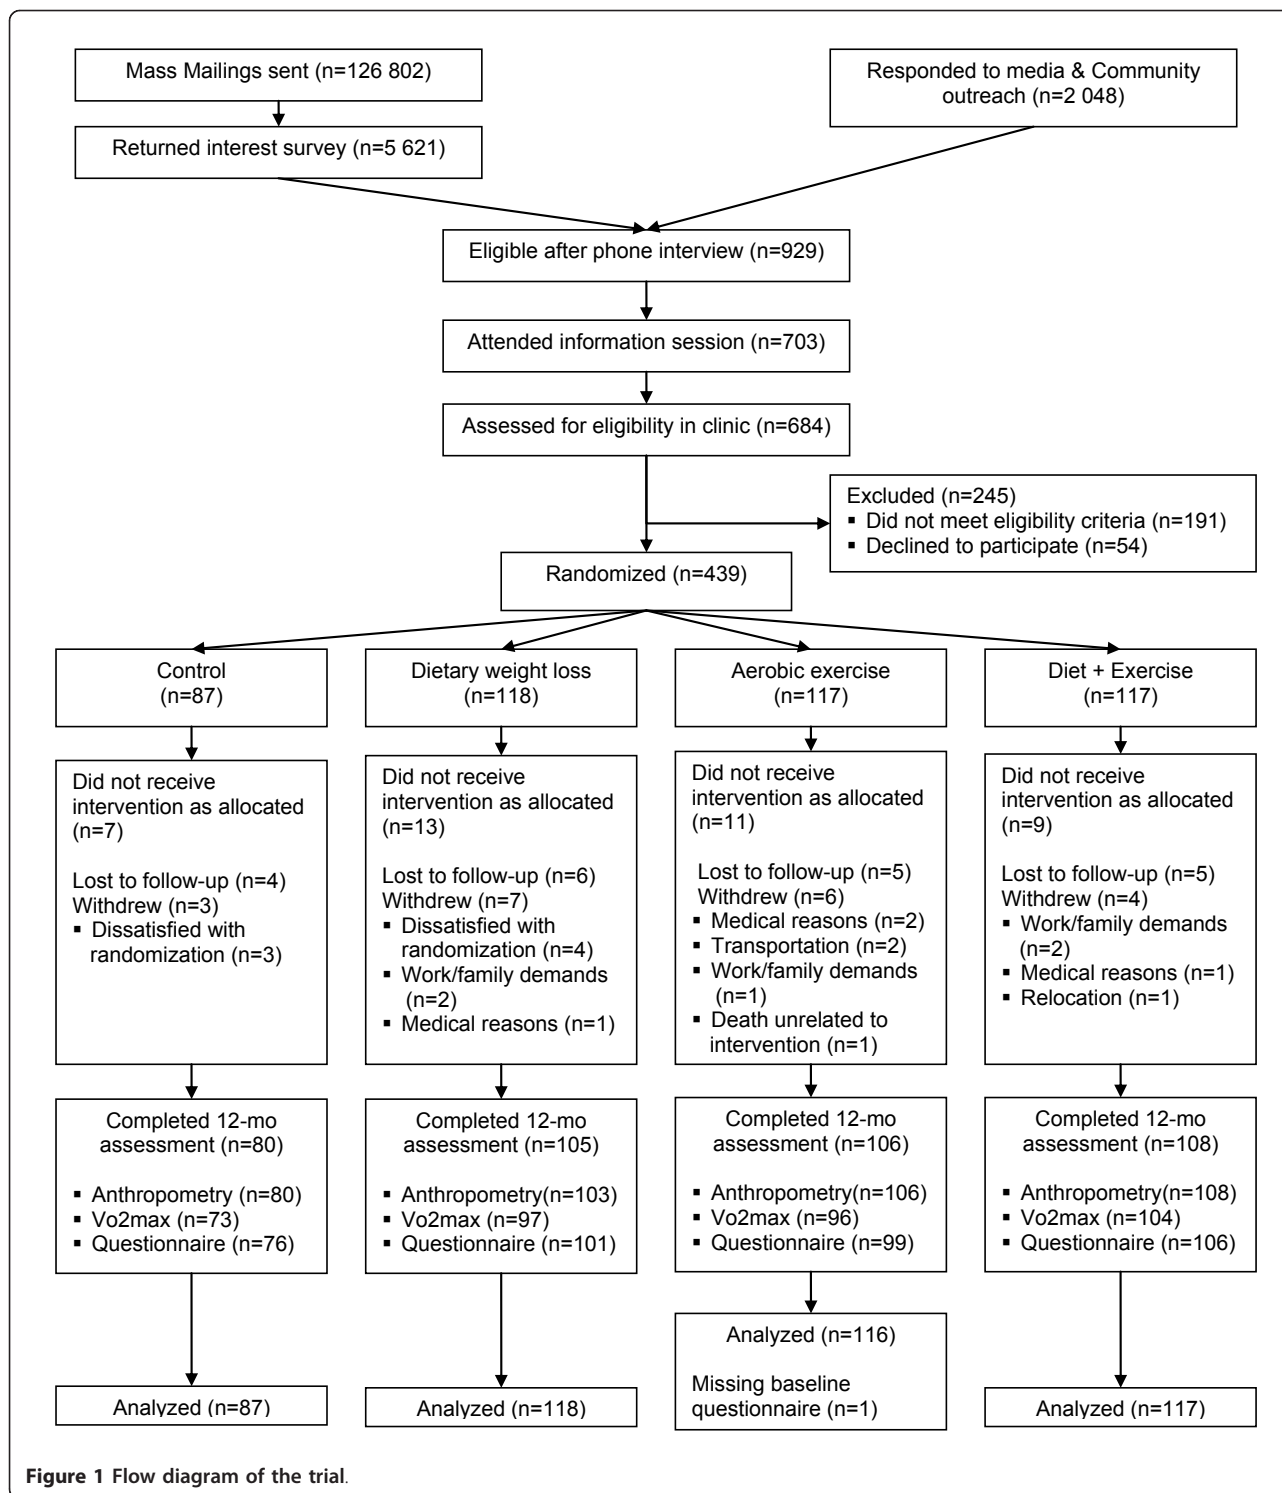 Mass Mailings sent (n=126 802)
Responded to media & Community
outreach (n=2 048)
Returned interest survey (n=5 621)
Eligible after phone interview (n=929)
Attended information session (n=703)
Assessed for eligibility in clinic (n=684)
Excluded (n=245)
▪ Did not meet eligibility criteria (n=191)
▪ Declined to participate (n=54)
Randomized (n=439)
Control
(n=87)
Dietary weight loss
(n=118)
Aerobic exercise
(n=117)
Diet + Exercise
(n=117)
Did not receive
intervention as allocated
(n=7)
Lost to follow-up (n=4)
Withdrew (n=3)
▪ Dissatisfied with
randomization (n=3)
Did not receive
intervention as allocated
(n=13)
Lost to follow-up (n=6)
Withdrew (n=7)
▪ Dissatisfied with
randomization (n=4)
▪ Work/family demands
(n=2)
▪ Medical reasons (n=1)
Did not receive
intervention as allocated
(n=11)
Lost to follow-up (n=5)
Withdrew (n=6)
▪ Medical reasons (n=2)
▪ Transportation (n=2)
▪ Work/family demands
(n=1)
▪ Death unrelated to
intervention (n=1)
Did not receive
intervention as allocated
(n=9)
Lost to follow-up (n=5)
Withdrew (n=4)
▪ Work/family demands
(n=2)
▪ Medical reasons (n=1)
▪ Relocation (n=1)
Completed 12-mo
assessment (n=80)
▪ Anthropometry (n=80)
▪ Vo2max (n=73)
▪ Questionnaire (n=76)
Completed 12-mo
assessment (n=105)
▪ Anthropometry(n=103)
▪ Vo2max (n=97)
▪ Questionnaire (n=101)
Completed 12-mo
assessment (n=106)
▪ Anthropometry(n=106)
▪ Vo2max (n=96)
▪ Questionnaire (n=99)
Completed 12-mo
assessment (n=108)
▪ Anthropometry(n=108)
▪ Vo2max (n=104)
▪ Questionnaire (n=106)
Analyzed (n=87)
Analyzed (n=118)
Analyzed (n=116)
Missing baseline
questionnaire (n=1)
Analyzed (n=117)
Figure 1 Flow diagram of the trial.